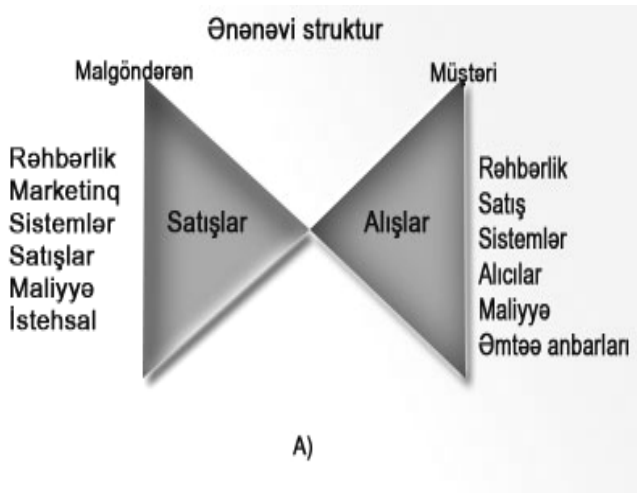 Ənənəvi struktur
Malgöndərən
Müştəri
Rəhbərlik
Marketinq
Sistemlər
Satışlar
Maliyyə
İstehsal
Satışlar
Alışlar
Rəhbərlik
Satış
Sistemlər
Alıcılar
Maliyyə
Əmtəə anbarları
A)